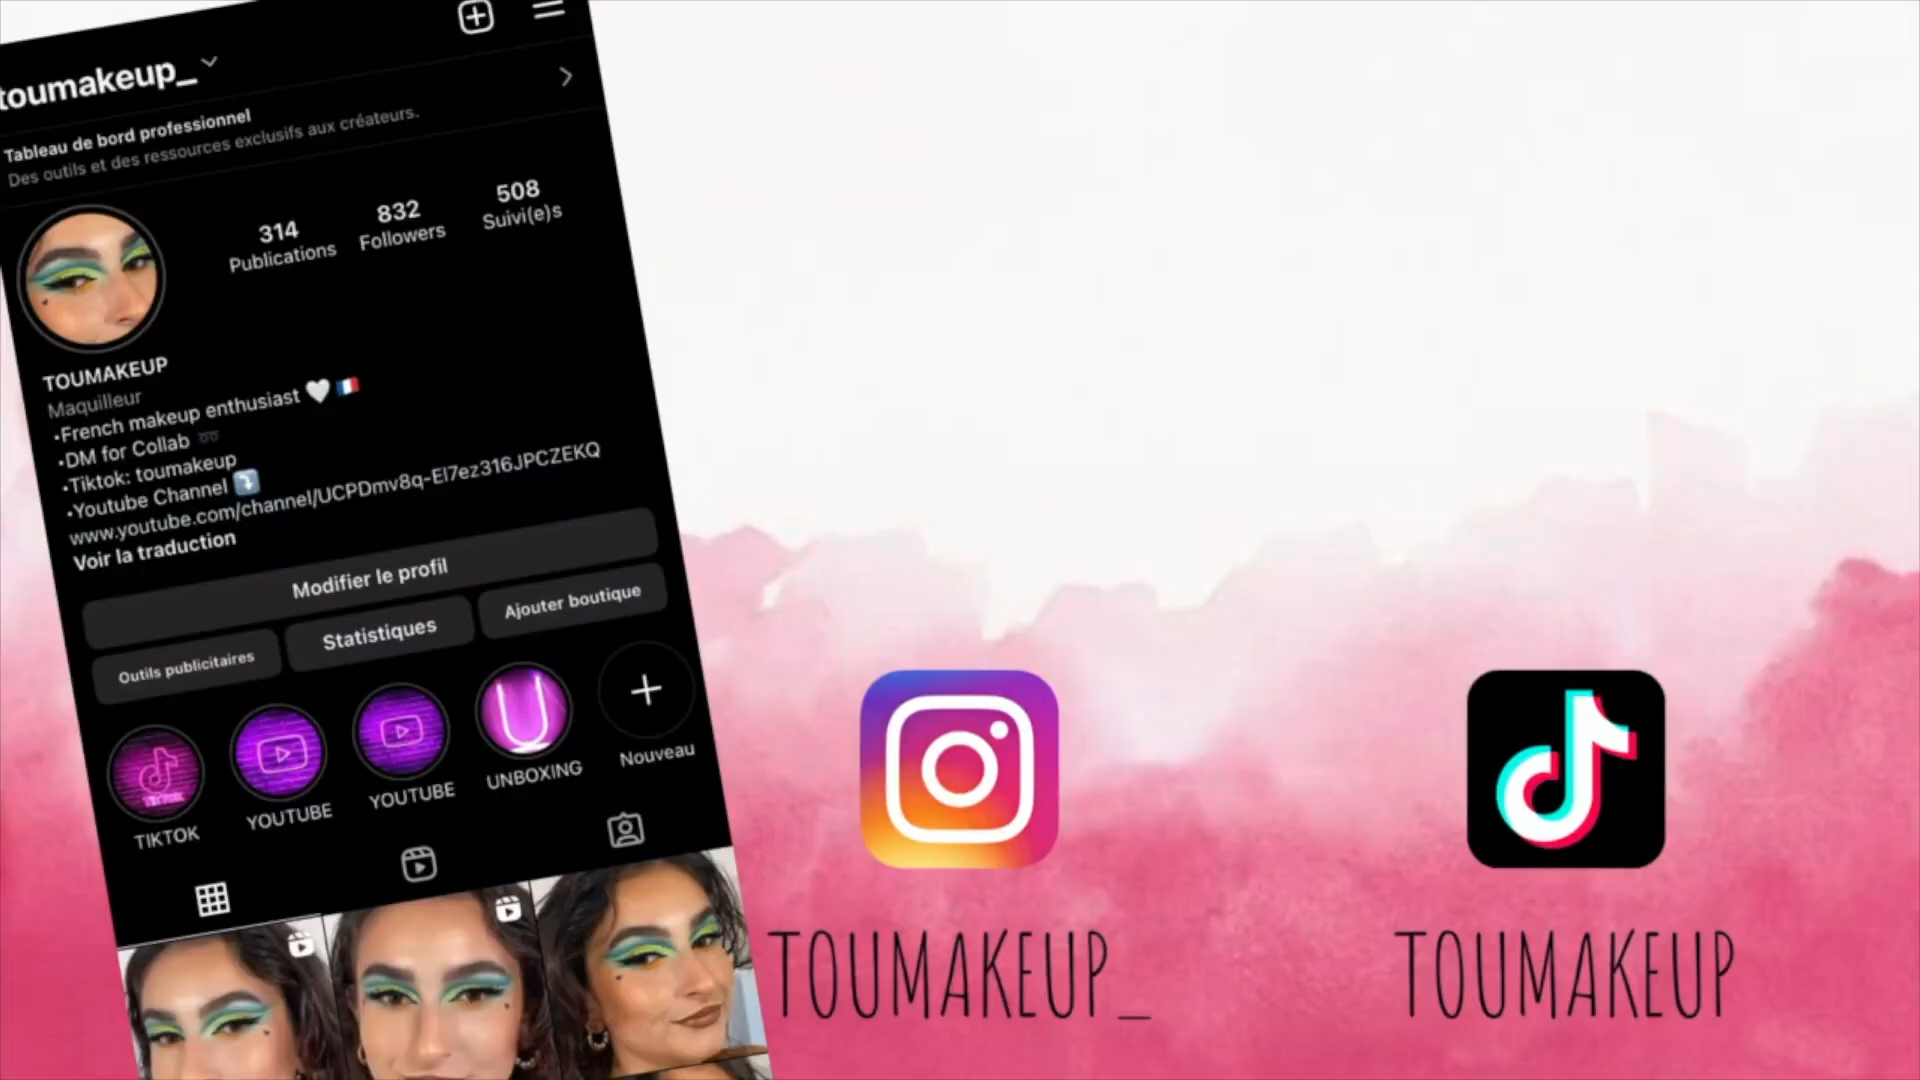 toumakeup_
Tableau de bord professionnel
Des outils et des ressources exclusifs aux créateurs.
314
Publications
832
Followers
508
Suivi(e)s
TOUMAKEUP
Maquilleur
•French makeup enthusiast 🤍🇫🇷
•DM for Collab ➿
•Tiktok: toumakeup
•Youtube Channel ⤵️
www.youtube.com/channel/UCPDmv8q-El7ez316JPCZEKQ
Voir la traduction
Modifier le profil
Outils publicitaires
Statistiques
Ajouter boutique
TIKTOK
TIKTOK
YOUTUBE
YOUTUBE
U
UNBOXING
Nouveau
TOUMAKEUP_
TOUMAKEUP